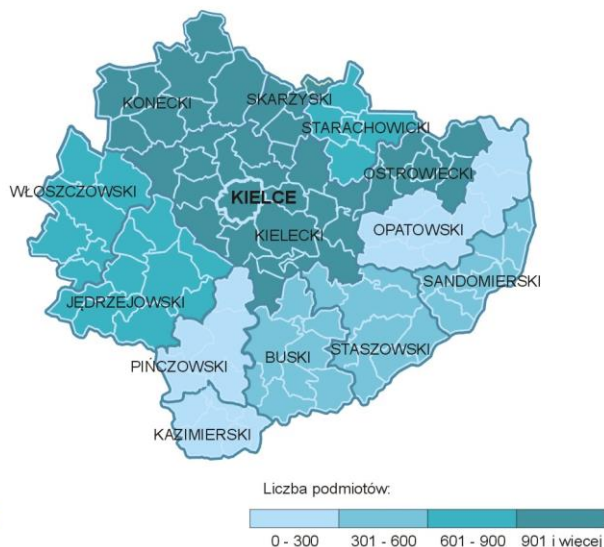 KONECKI
SKARŻYSKI
STARACHOWICKI
OSTROWIECKI
WŁOSZCZOWSKI
KIELCE
KIELECKI
OPATOWSKI
SANDOMIERSKI
JĘDRZEJOWSKI
PIŃCZOWSKI
BUSKI
STASZOWSKI
KAZIMIERSKI
Liczba podmiotów:
0 - 300 301 - 600 601 - 900 901 i więcej